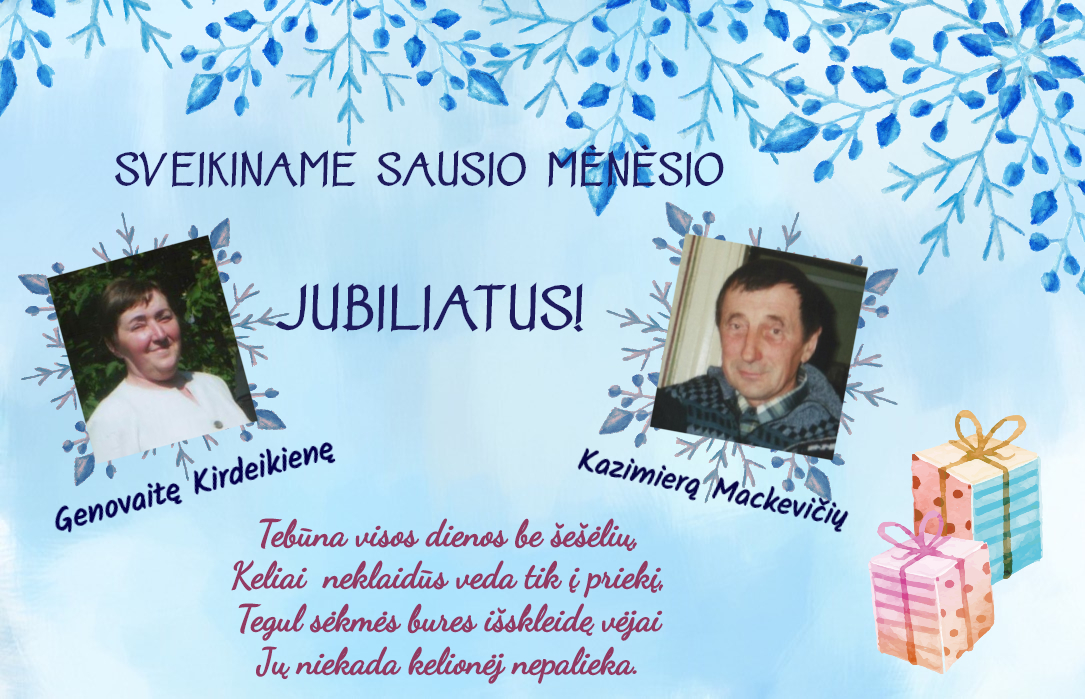 SVEIKINAME SAUSIO MĖNĖSIO
JUBILIATUS!
Genovaitę Kirdeikienę
Kazimierą Mackevičių
Tebūna visos dienos be šešėlių,
Keliai neklaidūs veda tik į priekį,
Tegul sėkmės bures išskleidę vėjai
Jų niekada kelionėj nepalieka.